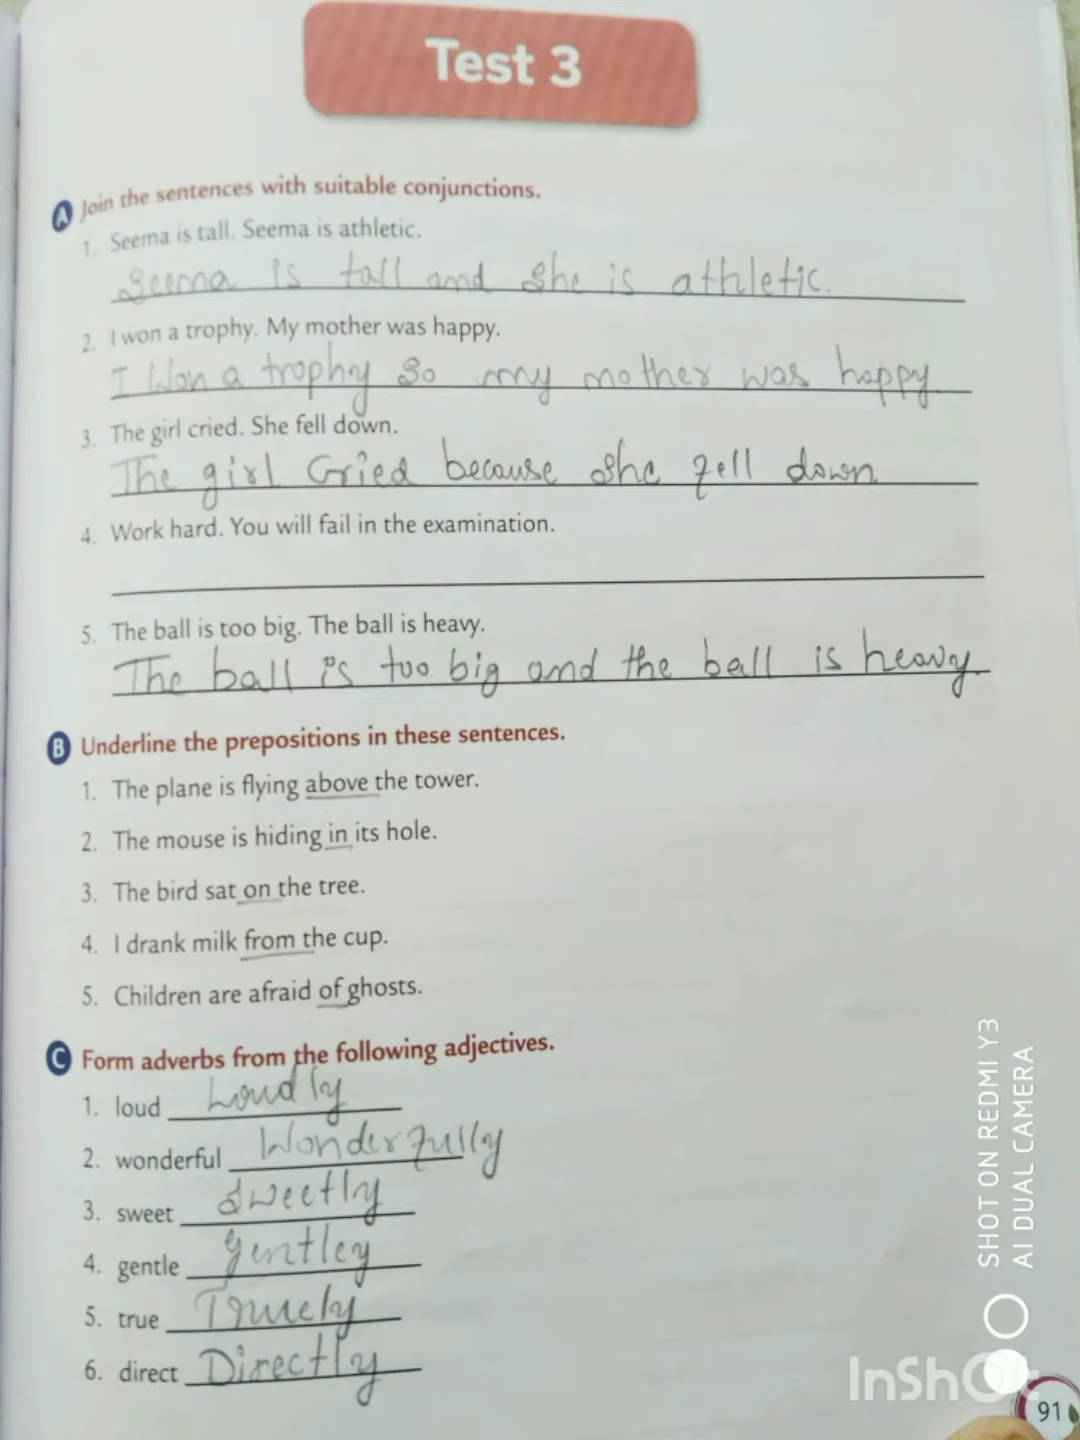 Test 3
A Join the sentences with suitable conjunctions.
1. Seema is tall. Seema is athletic.
Seema is tall and she is athletic.
2. I won a trophy. My mother was happy.
I Won a trophy so my mother was happy
3. The girl cried. She fell down.
The girl Cried because she fell down.
4. Work hard. You will fail in the examination.
5. The ball is too big. The ball is heavy.
The ball is too big and the ball is heavy.
B Underline the prepositions in these sentences.
1. The plane is flying above the tower.
2. The mouse is hiding in its hole.
3. The bird sat on the tree.
4. I drank milk from the cup.
5. Children are afraid of ghosts.
C Form adverbs from the following adjectives.
1. loud Loudly
2. wonderful Wonderfully
3. sweet Sweetly
4. gentle gentley
5. true Truely
6. direct Directly
SHOT ON REDMI Y3
AI DUAL CAMERA
InShOt
91